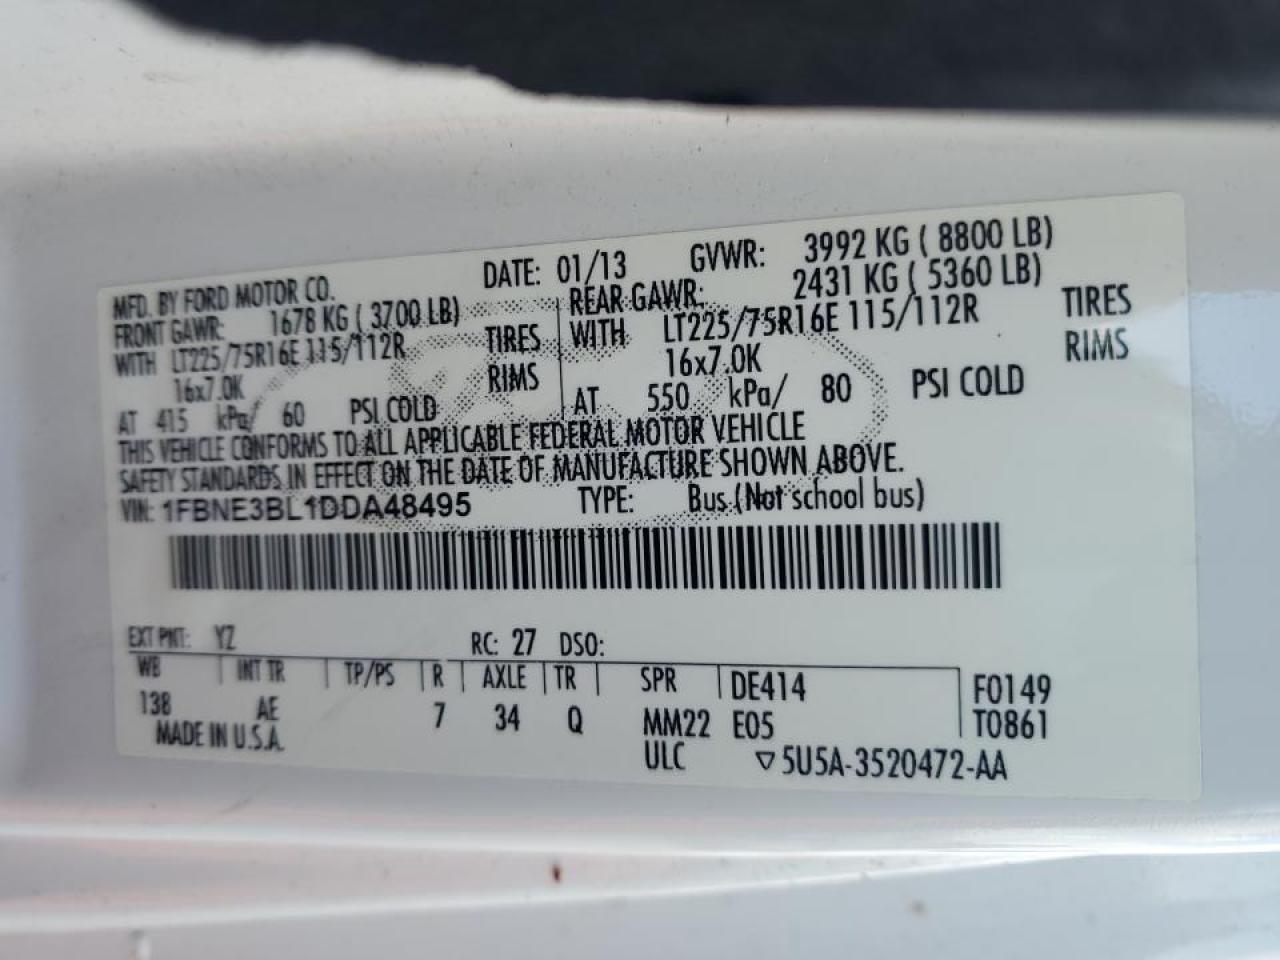 MFD. BY FORD MOTOR CO. DATE: 01/13 GVWR: 3992 KG ( 8800 LB)
FRONT GAWR: 1678 KG ( 3700 LB) REAR GAWR: 2431 KG ( 5360 LB)
WITH LT225/75R16E 115/112R TIRES WITH LT225/75R16E 115/112R TIRES
16x7.0K RIMS 16x7.0K RIMS
AT 415 kPa/ 60 PSI COLD AT 550 kPa/ 80 PSI COLD
THIS VEHICLE CONFORMS TO ALL APPLICABLE FEDERAL MOTOR VEHICLE
SAFETY STANDARDS IN EFFECT ON THE DATE OF MANUFACTURE SHOWN ABOVE.
VIN: 1FBNE3BL1DDA48495 TYPE: Bus (Not school bus)
EXT PNT: YZ RC: 27 DSO:
WB INT TR TP/PS R AXLE TR SPR DE414 F0149
138 AE 7 34 Q MM22 E05 T0861
MADE IN U.S.A. ULC ▽5U5A-3520472-AA